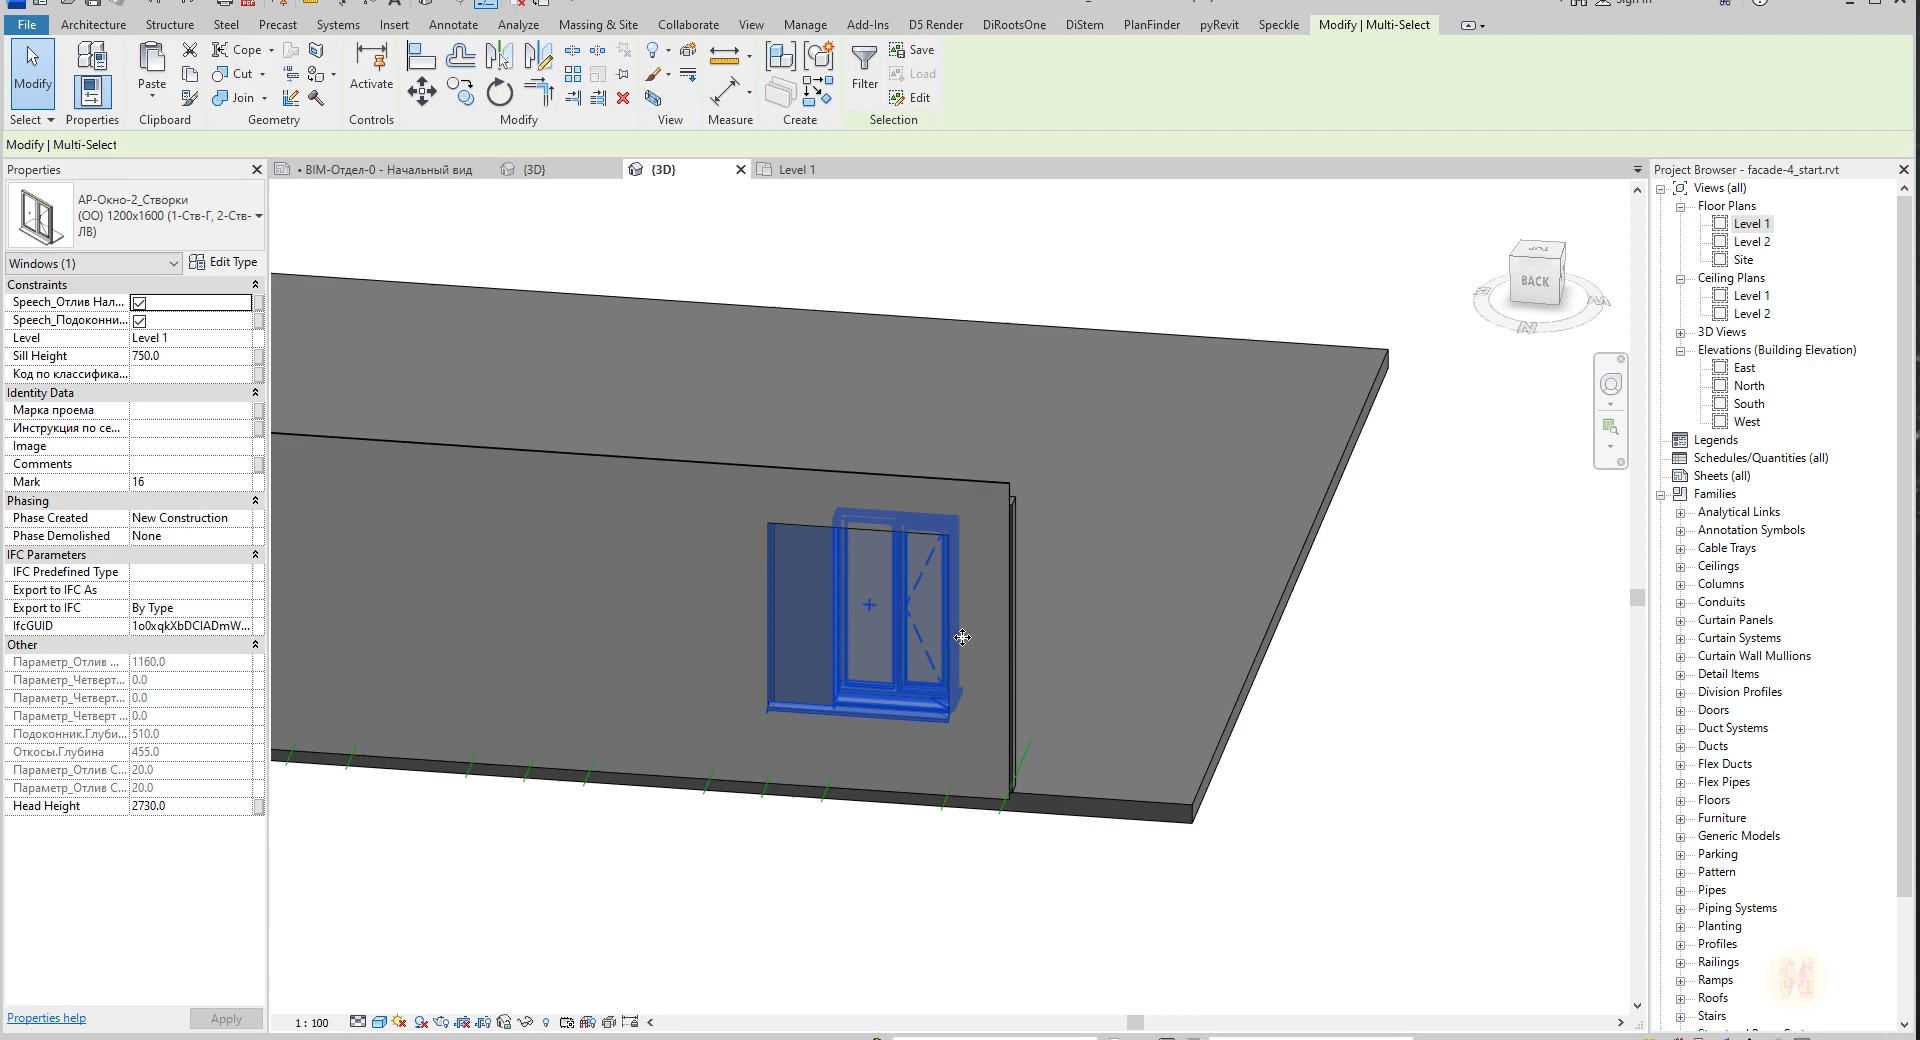 Sign In
File
Architecture
Structure
Steel
Precast
Systems
Insert
Annotate
Analyze
Massing & Site
Collaborate
View
Manage
Add-Ins
D5 Render
DiRootsOne
DiStem
PlanFinder
pyRevit
Speckle
Modify | Multi-Select
Modify
Paste
Cope
Cut
Join
Activate
Filter
Save
Load
Edit
Select
Properties
Clipboard
Geometry
Controls
Modify
View
Measure
Create
Selection
Modify | Multi-Select
Properties
АР-Окно-2_Створки
(ОО) 1200x1600 (1-Ств-Г, 2-Ств-
ЛВ)
Windows (1)
Edit Type
Constraints
Speech_Отлив Нал...
Speech_Подоконни...
Level Level 1
Sill Height 750.0
Код по классифика...
Identity Data
Марка проема
Инструкция по се...
Image
Comments
Mark 16
Phasing
Phase Created New Construction
Phase Demolished None
IFC Parameters
IFC Predefined Type
Export to IFC As
Export to IFC By Type
IfcGUID 1o0xqkXbDCIADmW...
Other
Параметр_Отлив ... 1160.0
Параметр_Четверт... 0.0
Параметр_Четверт... 0.0
Параметр_Четверт ... 0.0
Подоконник.Глуби... 510.0
Откосы.Глубина 455.0
Параметр_Отлив С... 20.0
Параметр_Отлив С... 20.0
Head Height 2730.0
Properties help
Apply
• BIM-Отдел-0 - Начальный вид
{3D}
{3D}
Level 1
TOP
BACK
N
1 : 100
Project Browser - facade-4_start.rvt
Views (all)
Floor Plans
Level 1
Level 2
Site
Ceiling Plans
Level 1
Level 2
3D Views
Elevations (Building Elevation)
East
North
South
West
Legends
Schedules/Quantities (all)
Sheets (all)
Families
Analytical Links
Annotation Symbols
Cable Trays
Ceilings
Columns
Conduits
Curtain Panels
Curtain Systems
Curtain Wall Mullions
Detail Items
Division Profiles
Doors
Duct Systems
Ducts
Flex Ducts
Flex Pipes
Floors
Furniture
Generic Models
Parking
Pattern
Pipes
Piping Systems
Planting
Profiles
Railings
Ramps
Roofs
Stairs